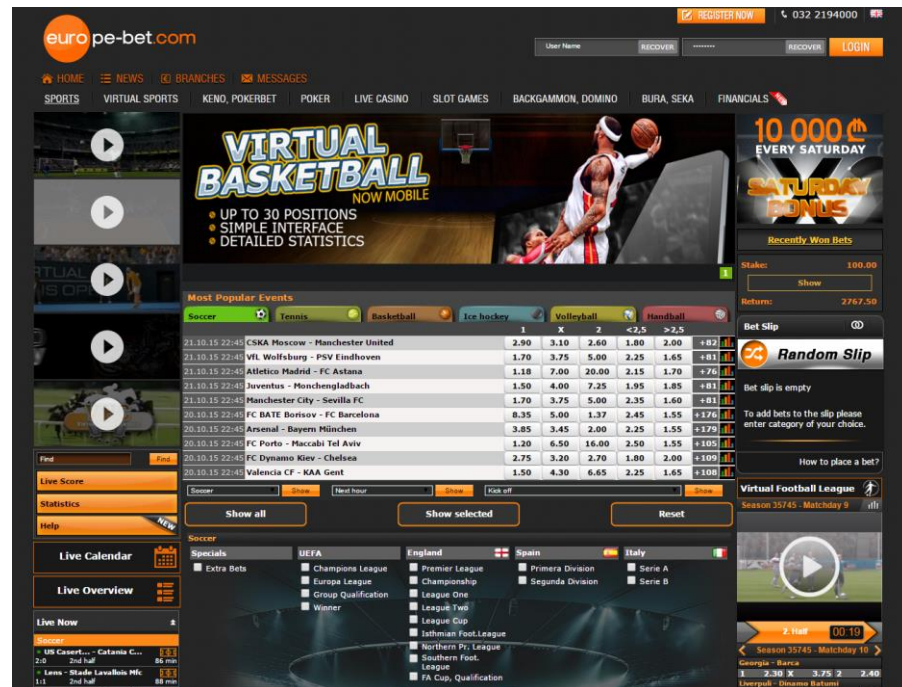 REGISTER NOW
032 2194000
europe-bet.com
User Name
RECOVER
RECOVER
LOGIN
HOME
NEWS
BRANCHES
MESSAGES
SPORTS
VIRTUAL SPORTS
KENO, POKERBET
POKER
LIVE CASINO
SLOT GAMES
BACKGAMMON, DOMINO
BURA, SEKA
FINANCIALS
VIRTUAL
BASKETBALL
NOW MOBILE
UP TO 30 POSITIONS
SIMPLE INTERFACE
DETAILED STATISTICS
1
10 000
EVERY SATURDAY
SATURDAY
BONUS
Recently Won Bets
Stake: 100.00
Show
Return: 2767.50
Bet Slip
Random Slip
Bet slip is empty
To add bets to the slip please
enter category of your choice.
How to place a bet?
Most Popular Events
Soccer
Tennis
Basketball
Ice hockey
Volleyball
Handball
1 X 2 <2,5 >2,5
21.10.15 22:45 CSKA Moscow - Manchester United 2.90 3.10 2.60 1.80 2.00 +82
21.10.15 22:45 VfL Wolfsburg - PSV Eindhoven 1.70 3.75 5.00 2.25 1.65 +81
21.10.15 22:45 Atletico Madrid - FC Astana 1.18 7.00 20.00 2.15 1.70 +76
21.10.15 22:45 Juventus - Monchengladbach 1.50 4.00 7.25 1.95 1.85 +81
21.10.15 22:45 Manchester City - Sevilla FC 1.70 3.75 5.00 2.35 1.60 +81
20.10.15 22:45 FC BATE Borisov - FC Barcelona 8.35 5.00 1.37 2.45 1.55 +176
20.10.15 22:45 Arsenal - Bayern München 3.85 3.45 2.00 2.25 1.55 +179
20.10.15 22:45 FC Porto - Maccabi Tel Aviv 1.20 6.50 16.00 2.50 1.55 +105
20.10.15 22:45 FC Dynamo Kiev - Chelsea 2.75 3.20 2.70 1.80 2.00 +109
20.10.15 22:45 Valencia CF - KAA Gent 1.50 4.30 6.65 2.25 1.65 +108
Find
Find
Live Score
Statistics
Help
NEW
Live Calendar
Live Overview
Live Now
Soccer
US Casert... - Catania C...
2:0 2nd half 86 min
Lens - Stade Lavallois Mfc
1:1 2nd half 88 min
Soccer
Show
Next hour
Show
Kick off
Show
Show all
Show selected
Reset
Soccer
Specials
Extra Bets
UEFA
Champions League
Europa League
Group Qualification
Winner
England
Premier League
Championship
League One
League Two
League Cup
Isthmian Foot.League
Northern Pr. League
Southern Foot.
League
FA Cup, Qualification
Spain
Primera Division
Segunda Division
Italy
Serie A
Serie B
Virtual Football League
Season 35745 - Matchday 9
2. Half 00:19
Season 35745 - Matchday 10
Georgia - Barca
1 2.30 X 3.75 2 2.40
Liverpuli - Dinamo Batumi